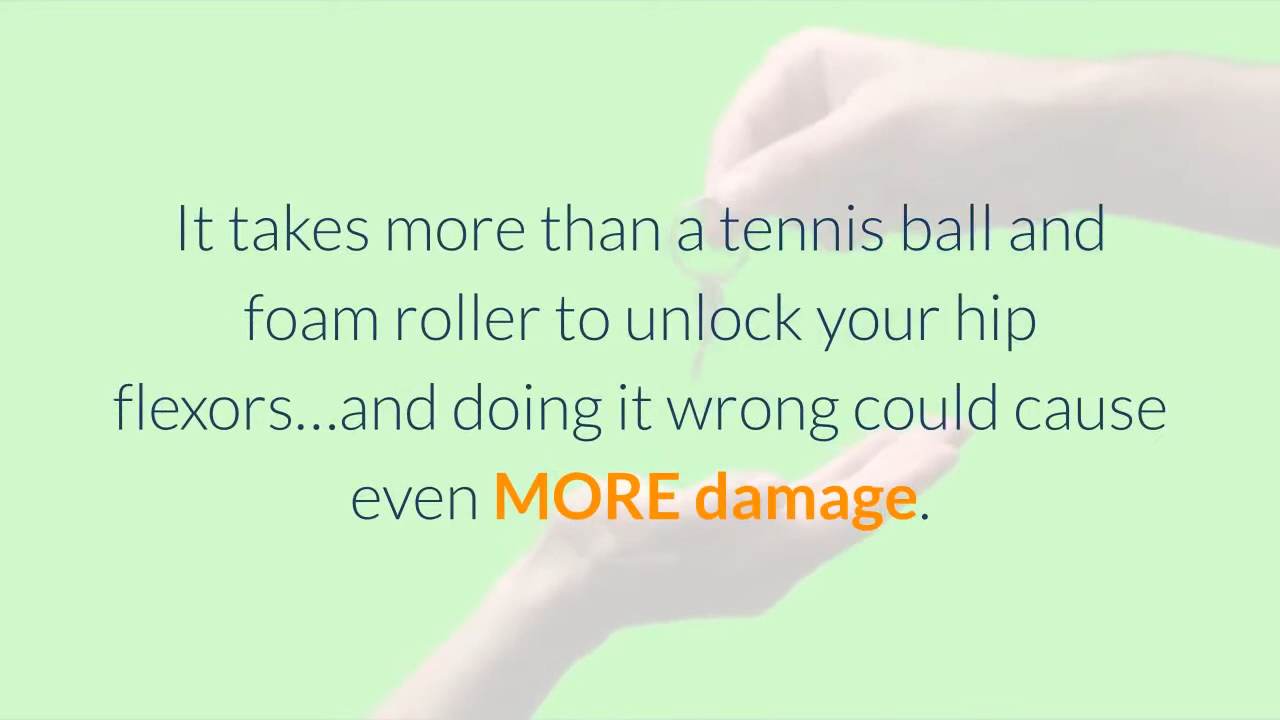 It takes more than a tennis ball and
foam roller to unlock your hip
flexors...and doing it wrong could cause
even MORE damage.